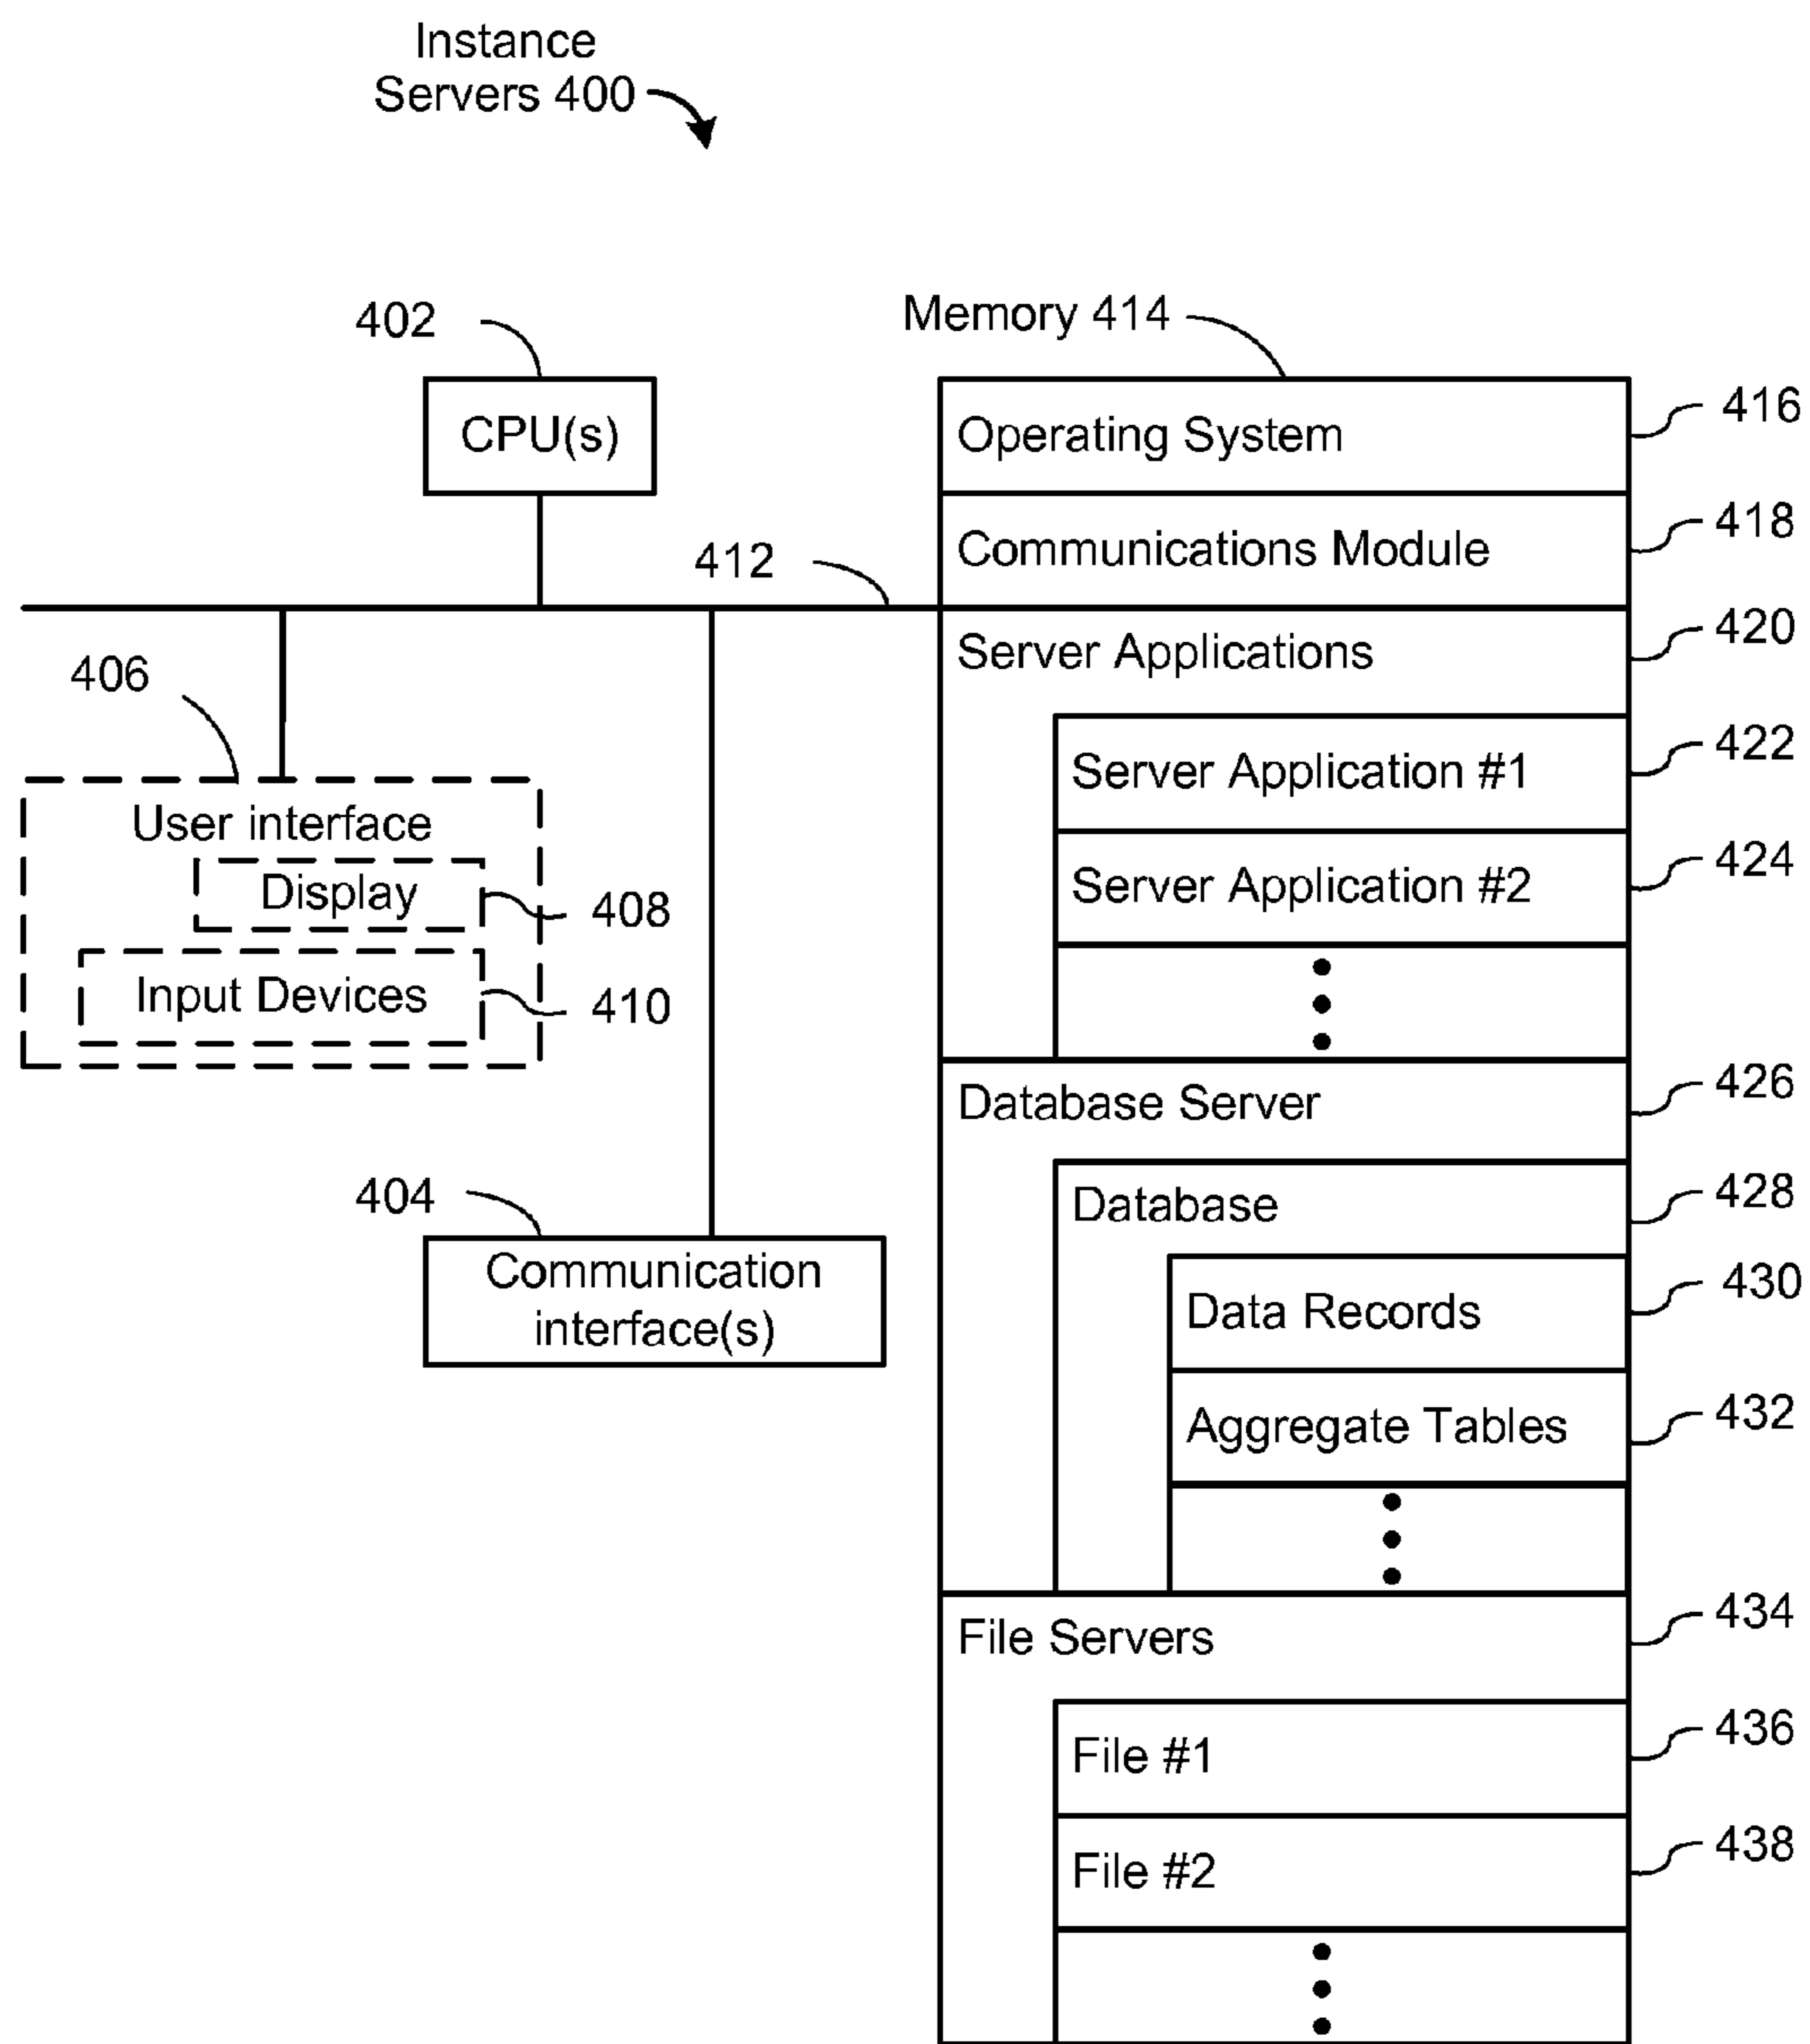 Instance
Servers 400
402
CPU(s)
412
406
User interface
Display
408
Input Devices
410
404
Communication
interface(s)
Memory 414
Operating System
416
Communications Module
418
Server Applications
420
Server Application #1
422
Server Application #2
424
Database Server
426
Database
428
Data Records
430
Aggregate Tables
432
File Servers
434
File #1
436
File #2
438